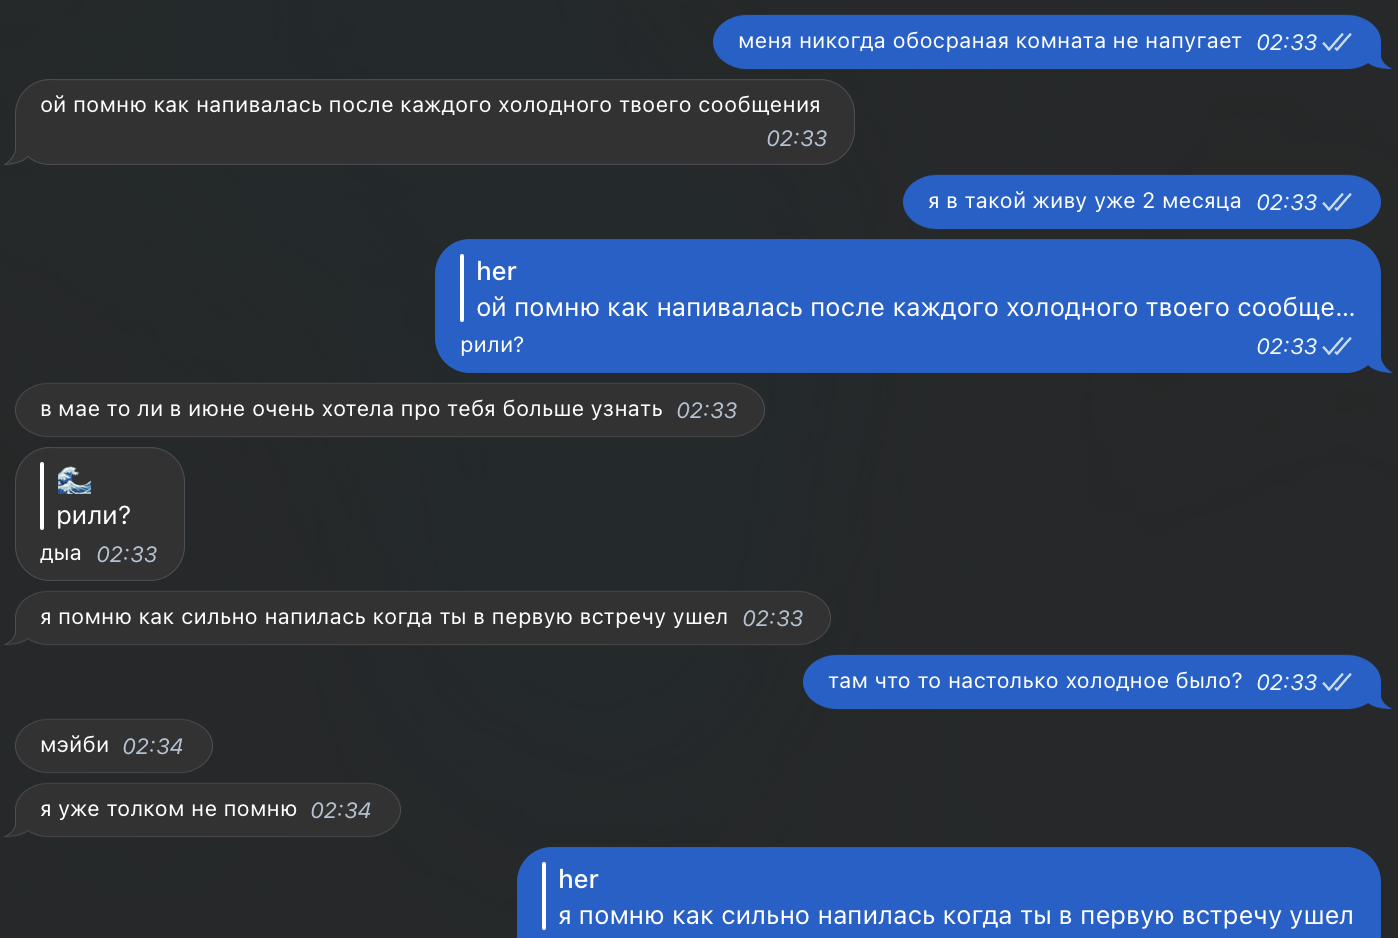 меня никогда обосраная комната не напугает 02:33
ой помню как напивалась после каждого холодного твоего сообщения
02:33
я в такой живу уже 2 месяца 02:33
her
ой помню как напивалась после каждого холодного твоего сообще...
рили? 02:33
в мае то ли в июне очень хотела про тебя больше узнать 02:33
🌊
рили?
дыа 02:33
я помню как сильно напилась когда ты в первую встречу ушел 02:33
там что то настолько холодное было? 02:33
мэйби 02:34
я уже толком не помню 02:34
her
я помню как сильно напилась когда ты в первую встречу ушел